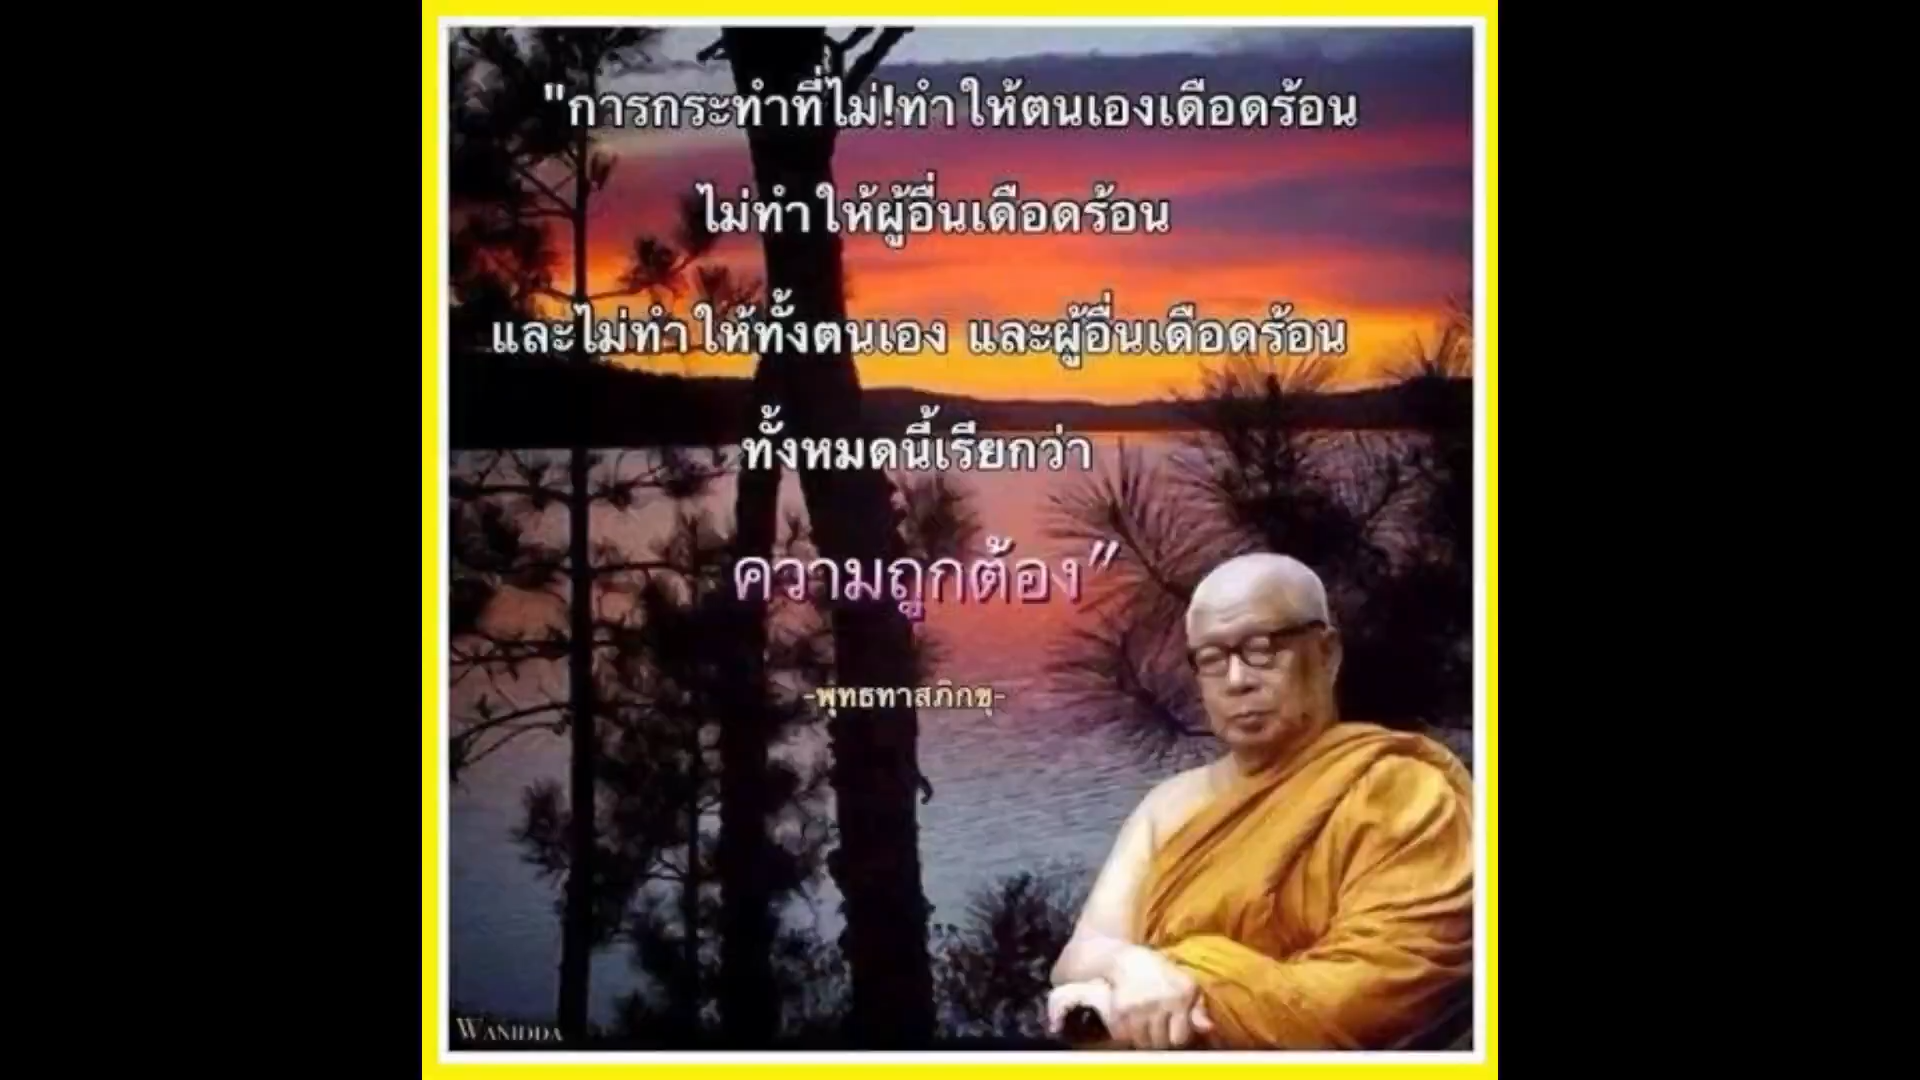 "การกระทำที่ไม่!ทำให้ตนเองเดือดร้อน
ไม่ทำให้ผู้อื่นเดือดร้อน
และไม่ทำให้ทั้งตนเอง และผู้อื่นเดือดร้อน
ทั้งหมดนี้เรียกว่า
ความถูกต้อง"
-พุทธทาสภิกขุ-
WANIDDA